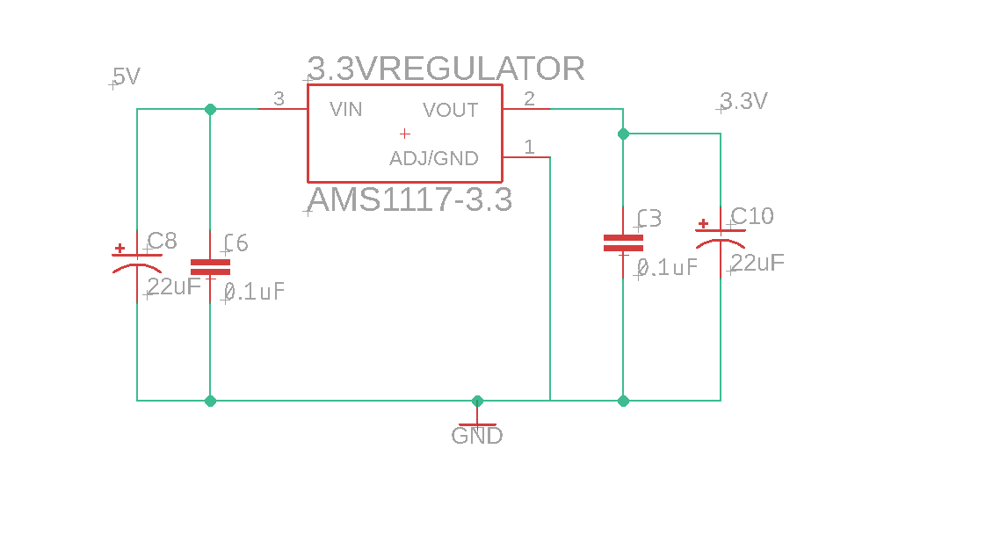 5V
3.3VREGULATOR
3.3V
3
VIN
VOUT
2
ADJ/GND
1
AMS1117-3.3
C8
22uF
C6
0.1uF
C3
0.1uF
C10
22uF
GND